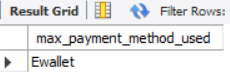 Result Grid Filter Rows:
max_payment_method_used
Ewallet